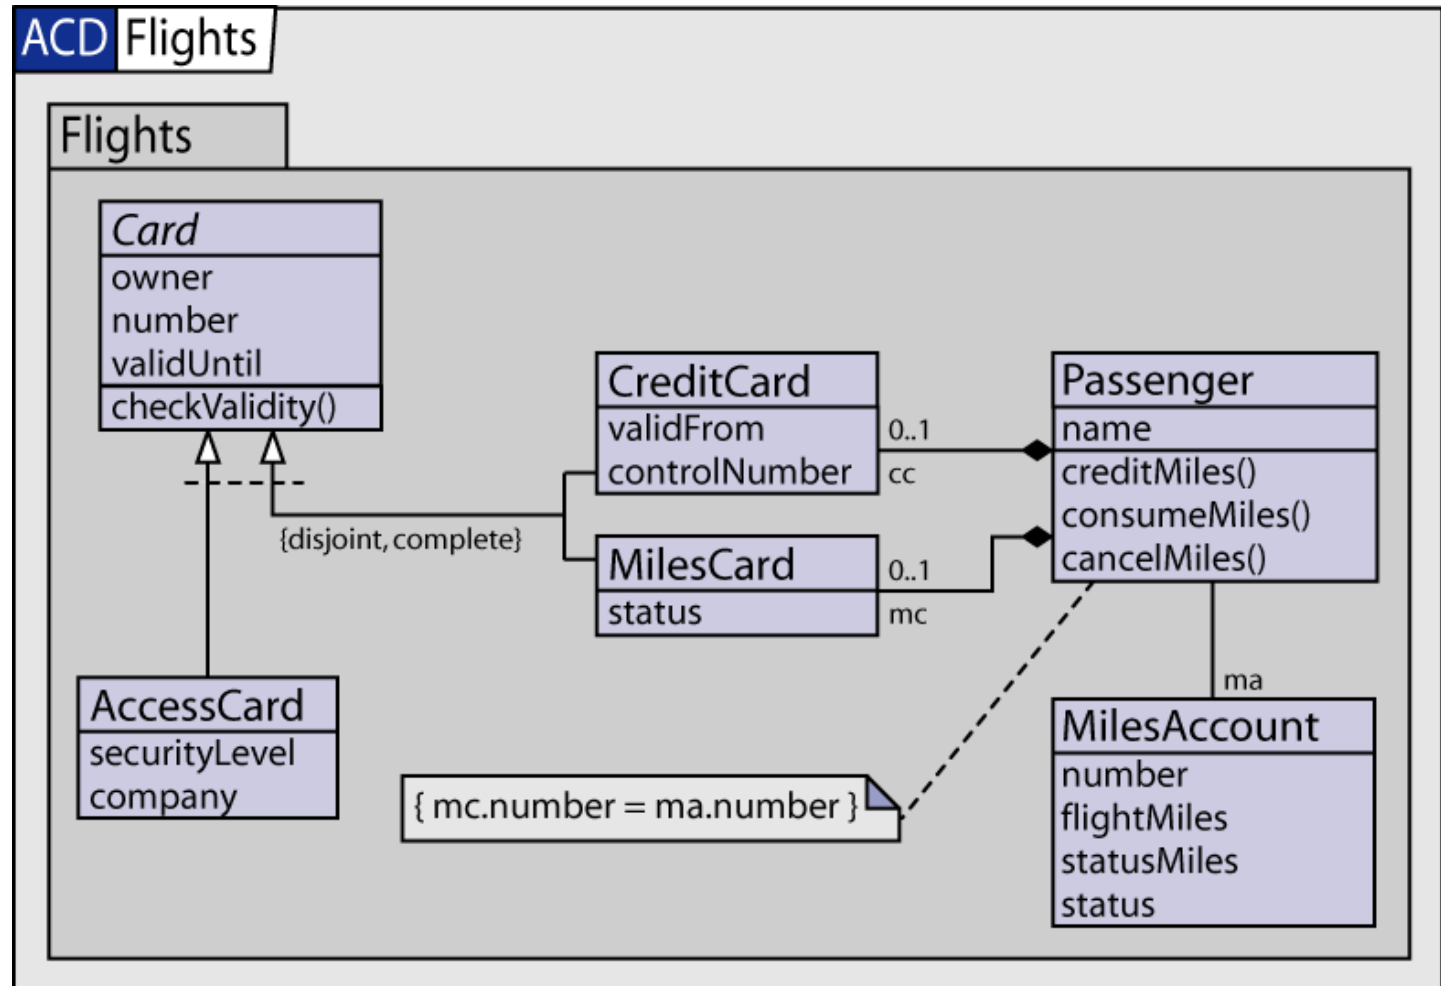 ACD Flights
Flights
Card
owner
number
validUntil
checkValidity()
{disjoint, complete}
CreditCard
validFrom
controlNumber
0..1
cc
MilesCard
status
0..1
mc
Passenger
name
creditMiles()
consumeMiles()
cancelMiles()
ma
AccessCard
securityLevel
company
{ mc.number = ma.number }
MilesAccount
number
flightMiles
statusMiles
status